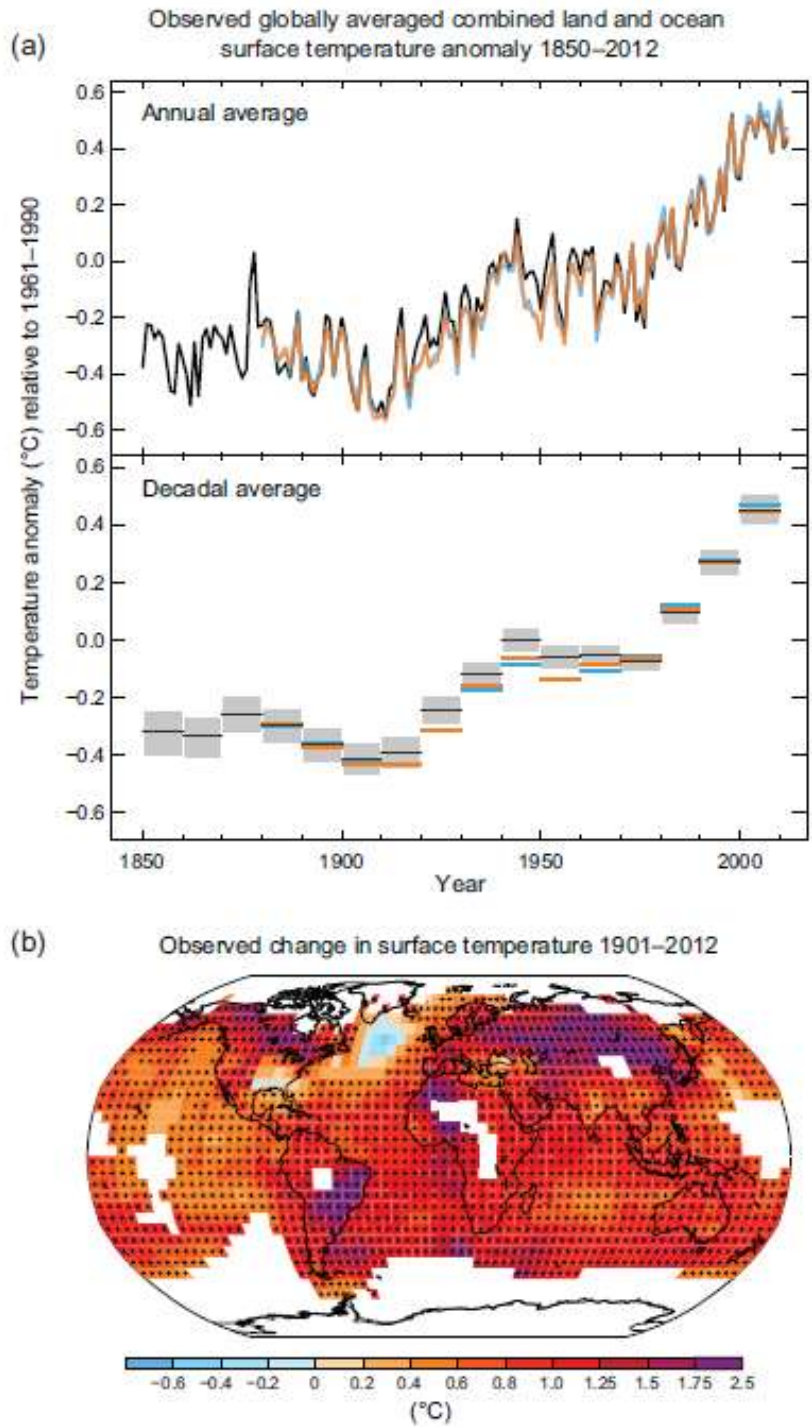 Observed globally averaged combined land and ocean
(a) surface temperature anomaly 1850–2012
Annual average
0.6
0.4
0.2
0.0
−0.2
−0.4
−0.6
Temperature anomaly (°C) relative to 1961–1990
Decadal average
0.6
0.4
0.2
0.0
−0.2
−0.4
−0.6
1850 1900 1950 2000
Year
(b) Observed change in surface temperature 1901–2012
−0.6 −0.4 −0.2 0 0.2 0.4 0.6 0.8 1.0 1.25 1.5 1.75 2.5
(°C)